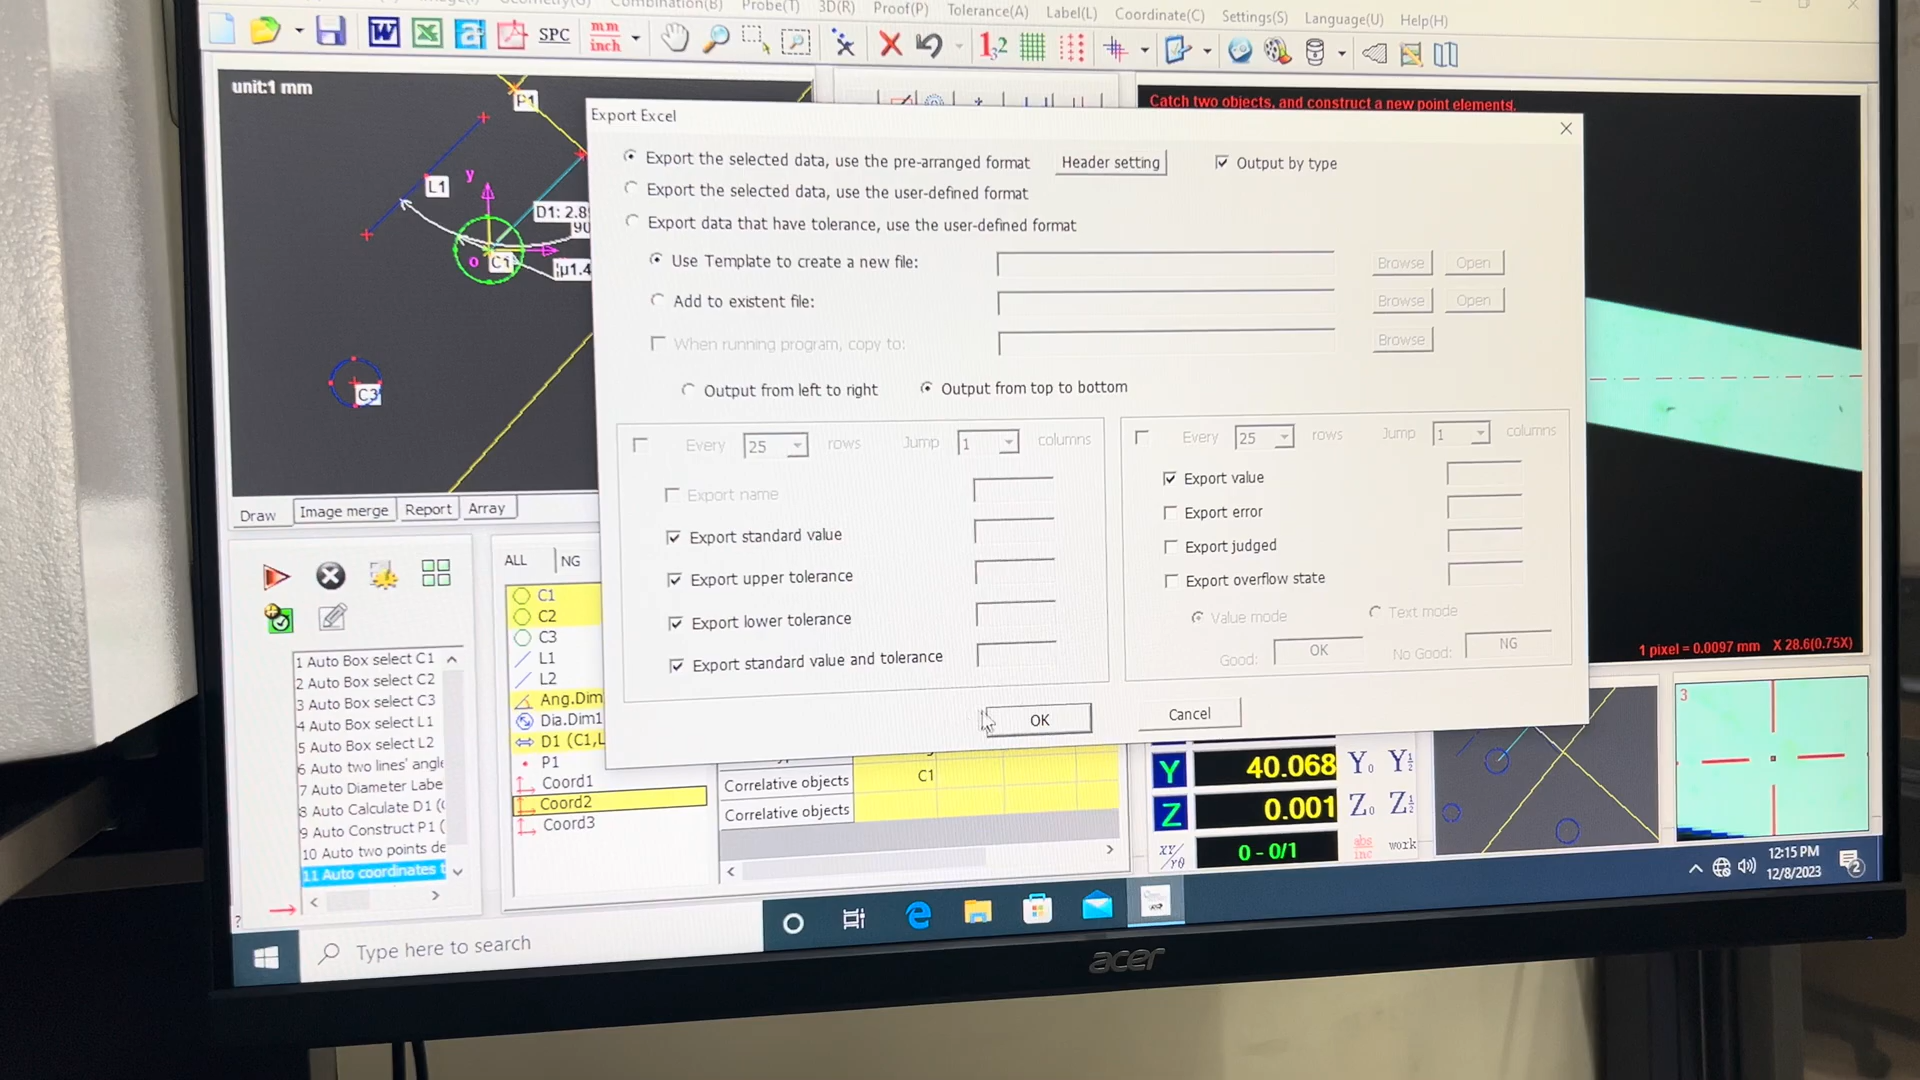 Combination(B) Probe(T) 3D(R) Proof(P) Tolerance(A) Label(L) Coordinate(C) Settings(S) Language(U) Help(H)
SPC
mm
inch
unit:1 mm
P1
L1
y
D1: 2.8
90
o
C1
µ1.4
C3
Catch two objects, and construct a new point elements.
Export Excel
Export the selected data, use the pre-arranged format
Header setting
Output by type
Export the selected data, use the user-defined format
Export data that have tolerance, use the user-defined format
Use Template to create a new file:
Browse
Open
Add to existent file:
Browse
Open
When running program, copy to:
Browse
Output from left to right
Output from top to bottom
Every 25 rows Jump 1 columns
Every 25 rows Jump 1 columns
Export name
Export standard value
Export upper tolerance
Export lower tolerance
Export standard value and tolerance
Export value
Export error
Export judged
Export overflow state
Value mode
Text mode
Good: OK
No Good: NG
OK
Cancel
Draw Image merge Report Array
1 Auto Box select C1
2 Auto Box select C2
3 Auto Box select C3
4 Auto Box select L1
5 Auto Box select L2
6 Auto two lines' angle
7 Auto Diameter Labe
8 Auto Calculate D1 (
9 Auto Construct P1 (
10 Auto two points de
11 Auto coordinates t
?
ALL NG
C1
C2
C3
L1
L2
Ang.Dim
Dia.Dim1
D1 (C1,L
P1
Coord1
Coord2
Coord3
Correlative objects
C1
Correlative objects
1 pixel = 0.0097 mm X 28.6(0.75X)
Y 40.068
Z 0.001
0 - 0/1
abs
inc
work
3
Type here to search
12:15 PM
12/8/2023
2
acer